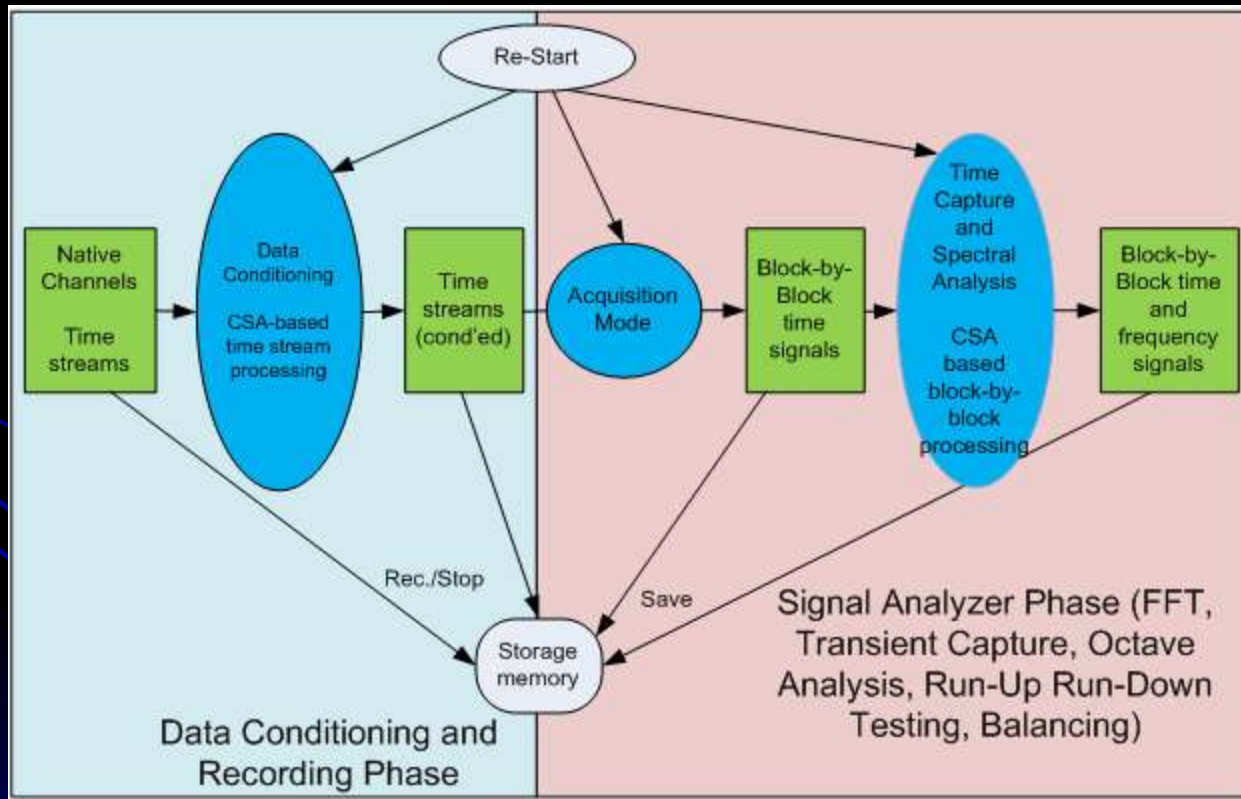 Re-Start
Native
Channels
Time
streams
Data
Conditioning
CSA-based
time stream
processing
Time
streams
(cond'ed)
Acquisition
Mode
Block-by-
Block
time
signals
Time
Capture
and
Spectral
Analysis
CSA
based
block-by-
block
processing
Block-by-
Block time
and
frequency
signals
Rec./Stop
Save
Storage
memory
Data Conditioning and
Recording Phase
Signal Analyzer Phase (FFT,
Transient Capture, Octave
Analysis, Run-Up Run-Down
Testing, Balancing)